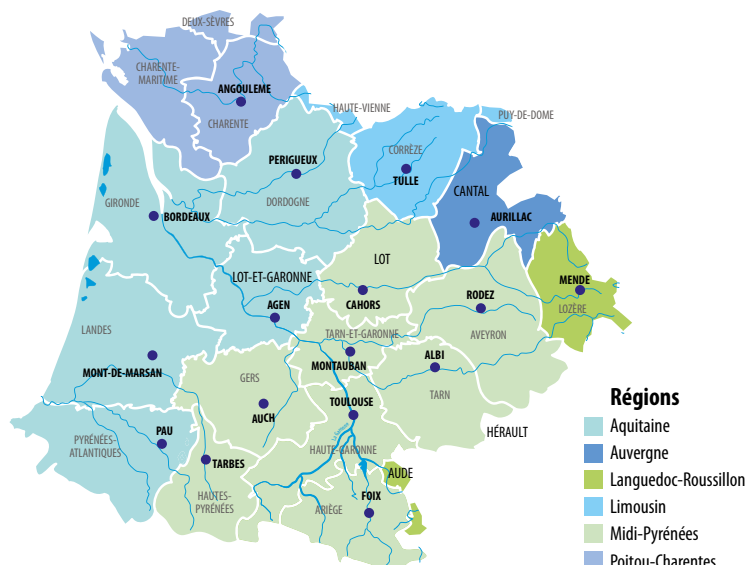 DEUX-SÈVRES
CHARENTE-
MARITIME
ANGOULEME
CHARENTE
HAUTE-VIENNE
PUY-DE-DOME
CORRÈZE
TULLE
PERIGUEUX
DORDOGNE
CANTAL
AURILLAC
GIRONDE
BORDEAUX
LOT
LOT-ET-GARONNE
AGEN
CAHORS
RODEZ
AVEYRON
MENDE
LOZÈRE
LANDES
MONT-DE-MARSAN
TARN-ET-GARONNE
MONTAUBAN
ALBI
TARN
GERS
AUCH
TOULOUSE
HAUTE-GARONNE
HÉRAULT
PYRÉNÉES-
ATLANTIQUES
PAU
TARBES
HAUTES-
PYRÉNÉES
AUDE
FOIX
ARIÈGE
Régions
Aquitaine
Auvergne
Languedoc-Roussillon
Limousin
Midi-Pyrénées
Poitou-Charentes